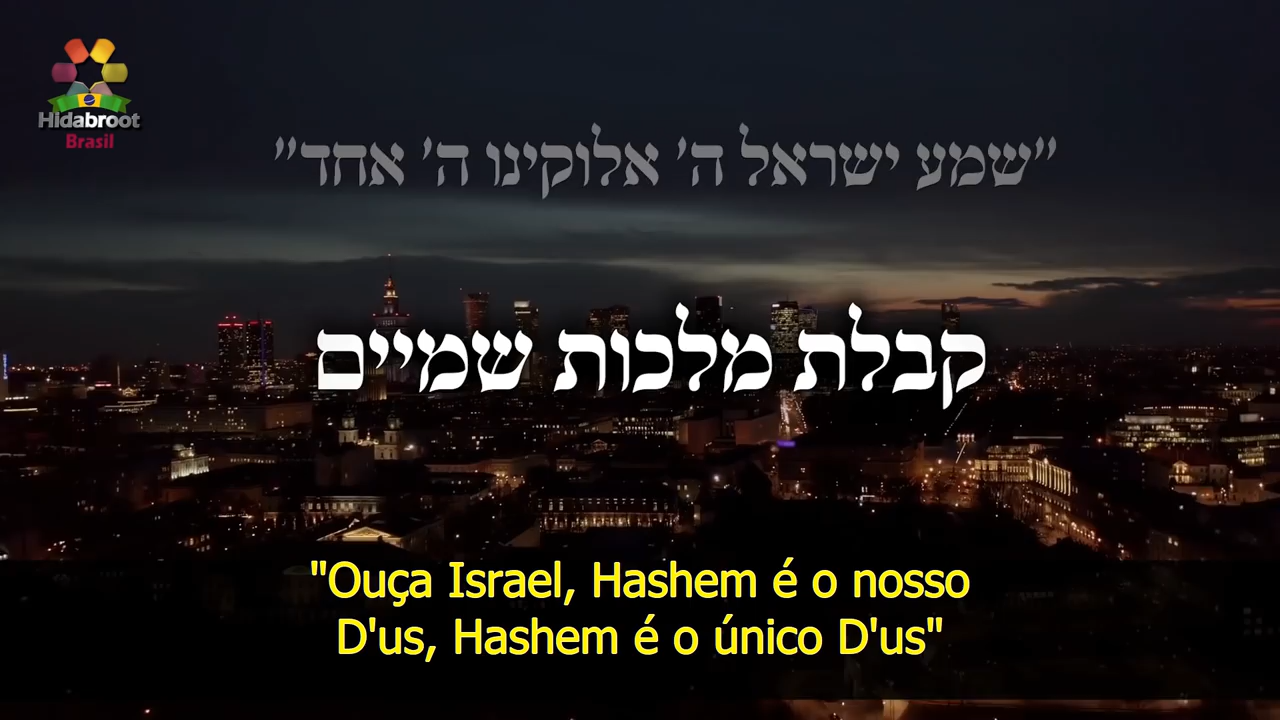 Hidabroot
Brasil
"שמע ישראל ה' אלוקינו ה' אחד"
קבלת מלכות שמיים
"Ouça Israel, Hashem é o nosso
D'us, Hashem é o único D'us"